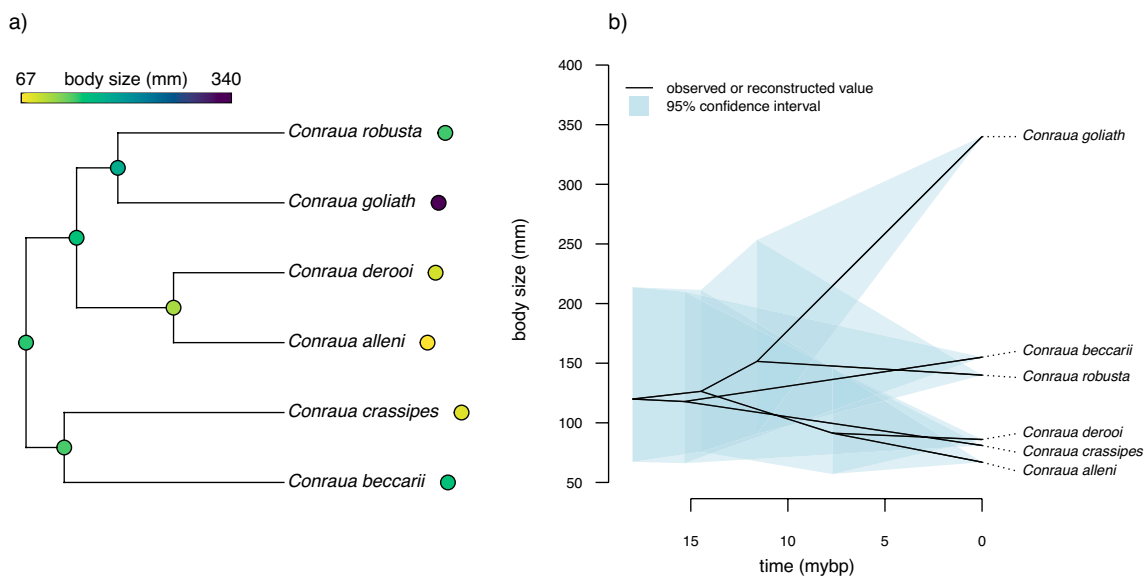 a)
67 body size (mm) 340
Conraua robusta
Conraua goliath
Conraua derooi
Conraua alleni
Conraua crassipes
Conraua beccarii
b)
400
350
300
250
200
150
100
50
body size (mm)
observed or reconstructed value
95% confidence interval
Conraua goliath
Conraua beccarii
Conraua robusta
Conraua derooi
Conraua crassipes
Conraua alleni
15 10 5 0
time (mybp)